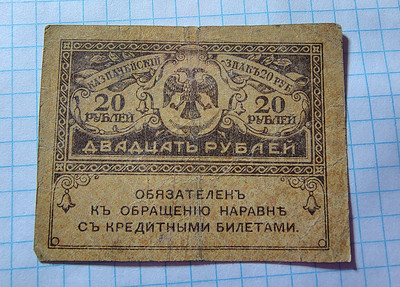 КАЗНАЧЕЙСКІЙ ЗНАКЪ 20 РУБ.
20 20
РУБЛЕЙ РУБЛЕЙ
ДВАДЦАТЬ РУБЛЕЙ
ОБЯЗАТЕЛЕНЪ
КЪ ОБРАЩЕНІЮ НАРАВНѢ
СЪ КРЕДИТНЫМИ БИЛЕТАМИ.